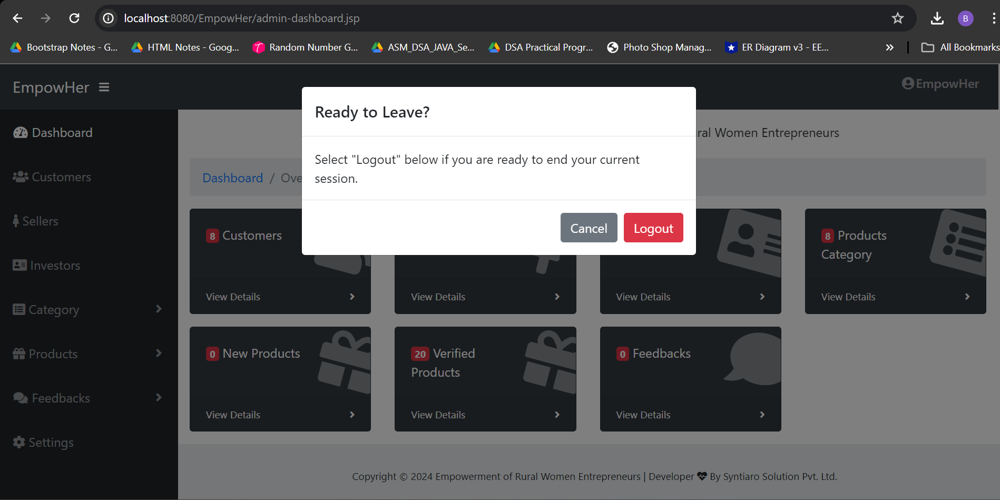 localhost:8080/EmpowHer/admin-dashboard.jsp
B
Bootstrap Notes - G...
HTML Notes - Goog...
Random Number G...
ASM_DSA_JAVA_Se...
DSA Practical Progr...
Photo Shop Manag...
ER Diagram v3 - EE...
All Bookmarks
EmpowHer
EmpowHer
Dashboard
Customers
Sellers
Investors
Category
Products
Feedbacks
Settings
Women Entrepreneurs
Dashboard /
Ready to Leave?
Select "Logout" below if you are ready to end your current
session.
Cancel
Logout
8 Customers
View Details
View Details
View Details
8 Products
Category
View Details
0 New Products
View Details
20 Verified
Products
View Details
0 Feedbacks
View Details
Copyright © 2024 Empowerment of Rural Women Entrepreneurs | Developer By Syntiaro Solution Pvt. Ltd.